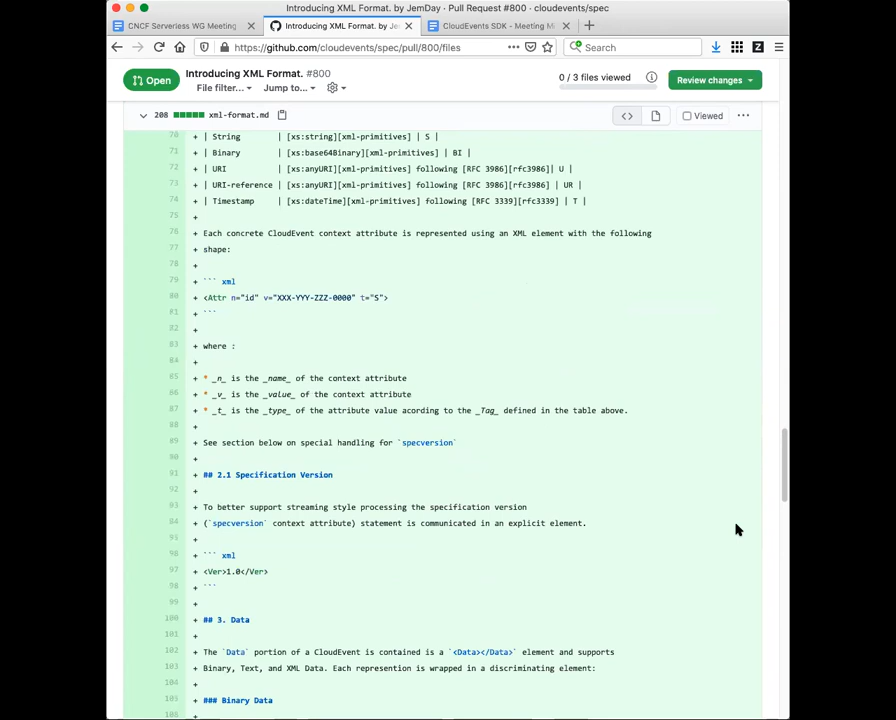 Introducing XML Format. by JemDay · Pull Request #800 · cloudevents/spec
CNCF Serverless WG Meeting
Introducing XML Format. by Je
CloudEvents SDK - Meeting Mi
https://github.com/cloudevents/spec/pull/800/files
Search
Open
Introducing XML Format. #800
File filter... Jump to...
0 / 3 files viewed
Review changes
208 xml-format.md
Viewed
70 + | String | [xs:string][xml-primitives] | S |
71 + | Binary | [xs:base64Binary][xml-primitives] | BI |
72 + | URI | [xs:anyURI][xml-primitives] following [RFC 3986][rfc3986]| U |
73 + | URI-reference | [xs:anyURI][xml-primitives] following [RFC 3986][rfc3986] | UR |
74 + | Timestamp | [xs:dateTime][xml-primitives] following [RFC 3339][rfc3339] | T |
75 +
76 + Each concrete CloudEvent context attribute is represented using an XML element with the following
77 + shape:
78 +
79 + ``` xml
80 + <Attr n="id" v="XXX-YYY-ZZZ-0000" t="S">
81 + ```
82 +
83 + where :
84 +
85 + * _n_ is the _name_ of the context attribute
86 + * _v_ is the _value_ of the context attribute
87 + * _t_ is the _type_ of the attribute value acording to the _Tag_ defined in the table above.
88 +
89 + See section below on special handling for `specversion`
90 +
91 + ## 2.1 Specification Version
92 +
93 + To better support streaming style processing the specification version
94 + (`specversion` context attribute) statement is communicated in an explicit element.
95 +
96 + ``` xml
97 + <Ver>1.0</Ver>
98 + ```
99 +
100 + ## 3. Data
101 +
102 + The `Data` portion of a CloudEvent is contained is a `<Data></Data>` element and supports
103 + Binary, Text, and XML Data. Each represention is wrapped in a discriminating element:
104 +
105 + ### Binary Data
106 +